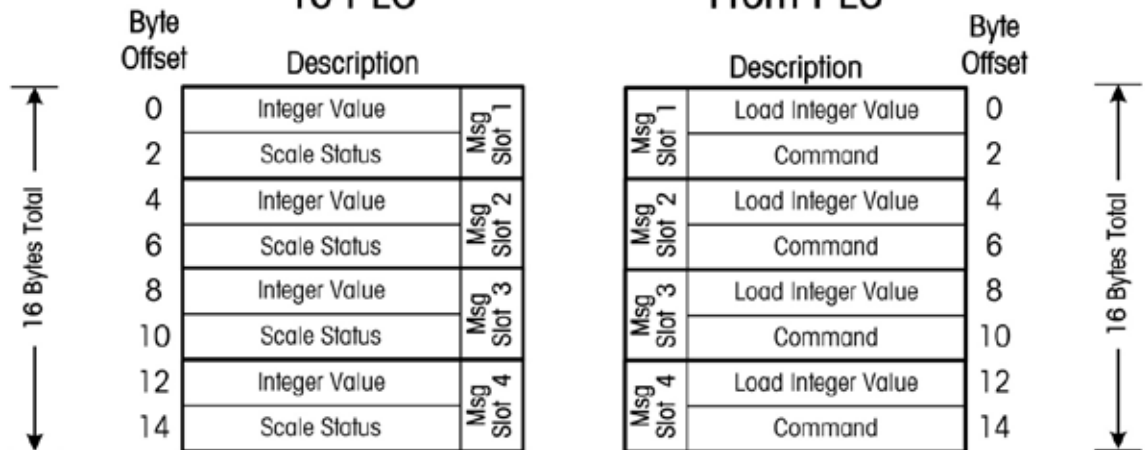 To PLC
From PLC
Byte Offset
Description
Description
Byte Offset
0 Integer Value
2 Scale Status
Msg Slot 1
4 Integer Value
6 Scale Status
Msg Slot 2
8 Integer Value
10 Scale Status
Msg Slot 3
12 Integer Value
14 Scale Status
Msg Slot 4
16 Bytes Total
Msg Slot 1
Load Integer Value 0
Command 2
Msg Slot 2
Load Integer Value 4
Command 6
Msg Slot 3
Load Integer Value 8
Command 10
Msg Slot 4
Load Integer Value 12
Command 14
16 Bytes Total